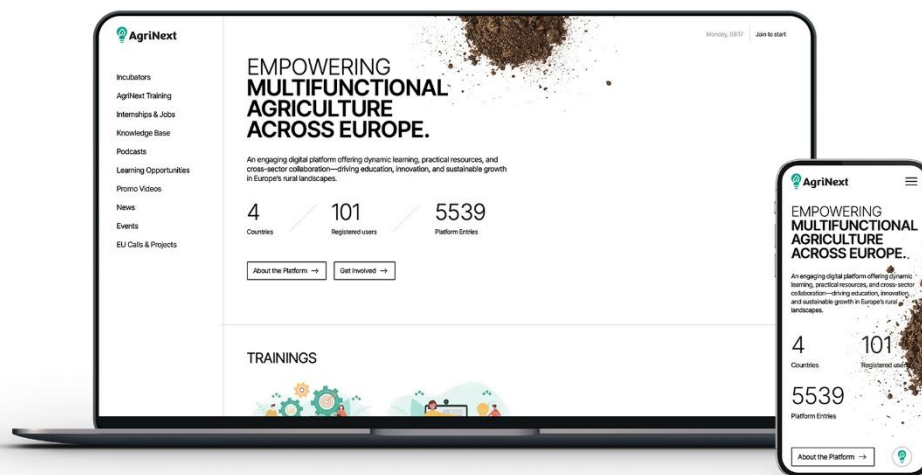 AgriNext
Incubators
AgriNext Training
Internships & Jobs
Knowledge Base
Podcasts
Learning Opportunities
Promo Videos
News
Events
EU Calls & Projects
Monday, 08/17
Join to start
EMPOWERING
MULTIFUNCTIONAL
AGRICULTURE
ACROSS EUROPE.
An engaging digital platform offering dynamic learning, practical resources, and
cross-sector collaboration—driving education, innovation, and sustainable growth
in Europe's rural landscapes.
4 101 5539
Countries Registered users Platform Entries
About the Platform → Get Involved →
TRAININGS
AgriNext
EMPOWERING
MULTIFUNCTIONAL
AGRICULTURE
ACROSS EUROPE.
An engaging digital platform offering dynamic
learning, practical resources, and cross-sector
collaboration—driving education, innovation,
and sustainable growth in Europe's rural
landscapes.
4 101
Countries Registered users
5539
Platform Entries
About the Platform →